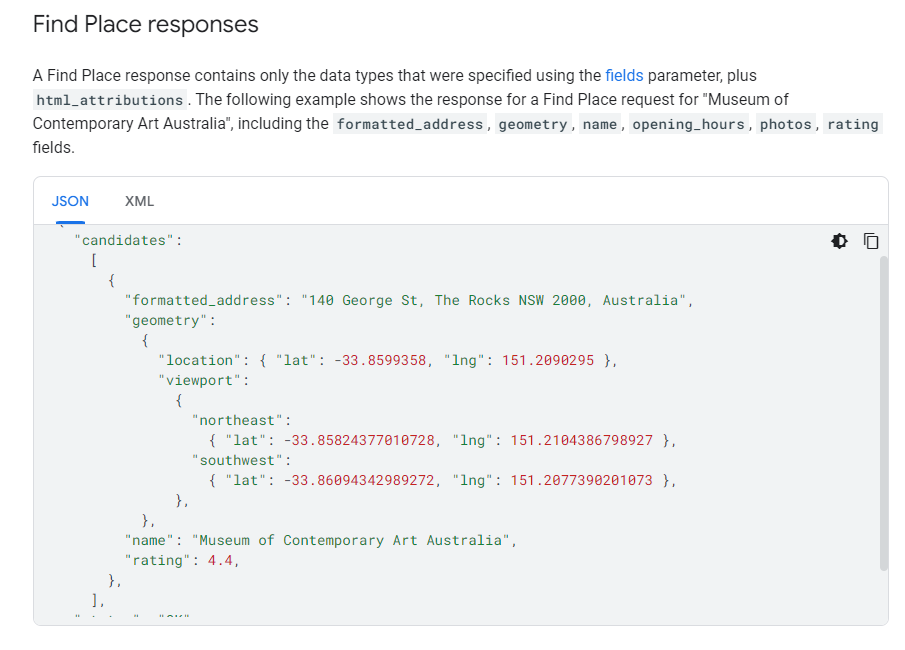 Find Place responses
A Find Place response contains only the data types that were specified using the fields parameter, plus
html_attributions. The following example shows the response for a Find Place request for "Museum of
Contemporary Art Australia", including the formatted_address, geometry, name, opening_hours, photos, rating
fields.
JSON XML
"candidates":
[
{
"formatted_address": "140 George St, The Rocks NSW 2000, Australia",
"geometry":
{
"location": { "lat": -33.8599358, "lng": 151.2090295 },
"viewport":
{
"northeast":
{ "lat": -33.85824377010728, "lng": 151.2104386798927 },
"southwest":
{ "lat": -33.86094342989272, "lng": 151.2077390201073 },
},
},
"name": "Museum of Contemporary Art Australia",
"rating": 4.4,
},
],